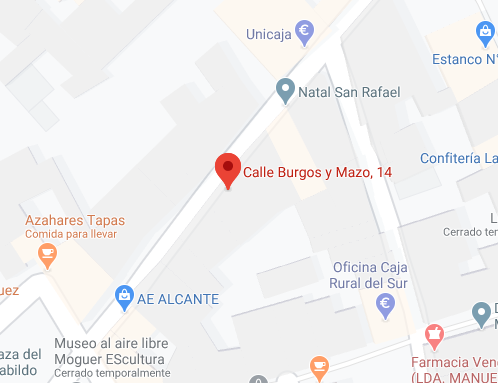 Unicaja
Estanco N°
Natal San Rafael
Confitería La
Calle Burgos y Mazo, 14
Azahares Tapas
Comida para llevar
L
Cerrado tem
uez
Oficina Caja
Rural del Sur
AE ALCANTE
Museo al aire libre
Moguer EScultura
Cerrado temporalmente
aza del
abildo
Farmacia Ven
(LDA. MANUE